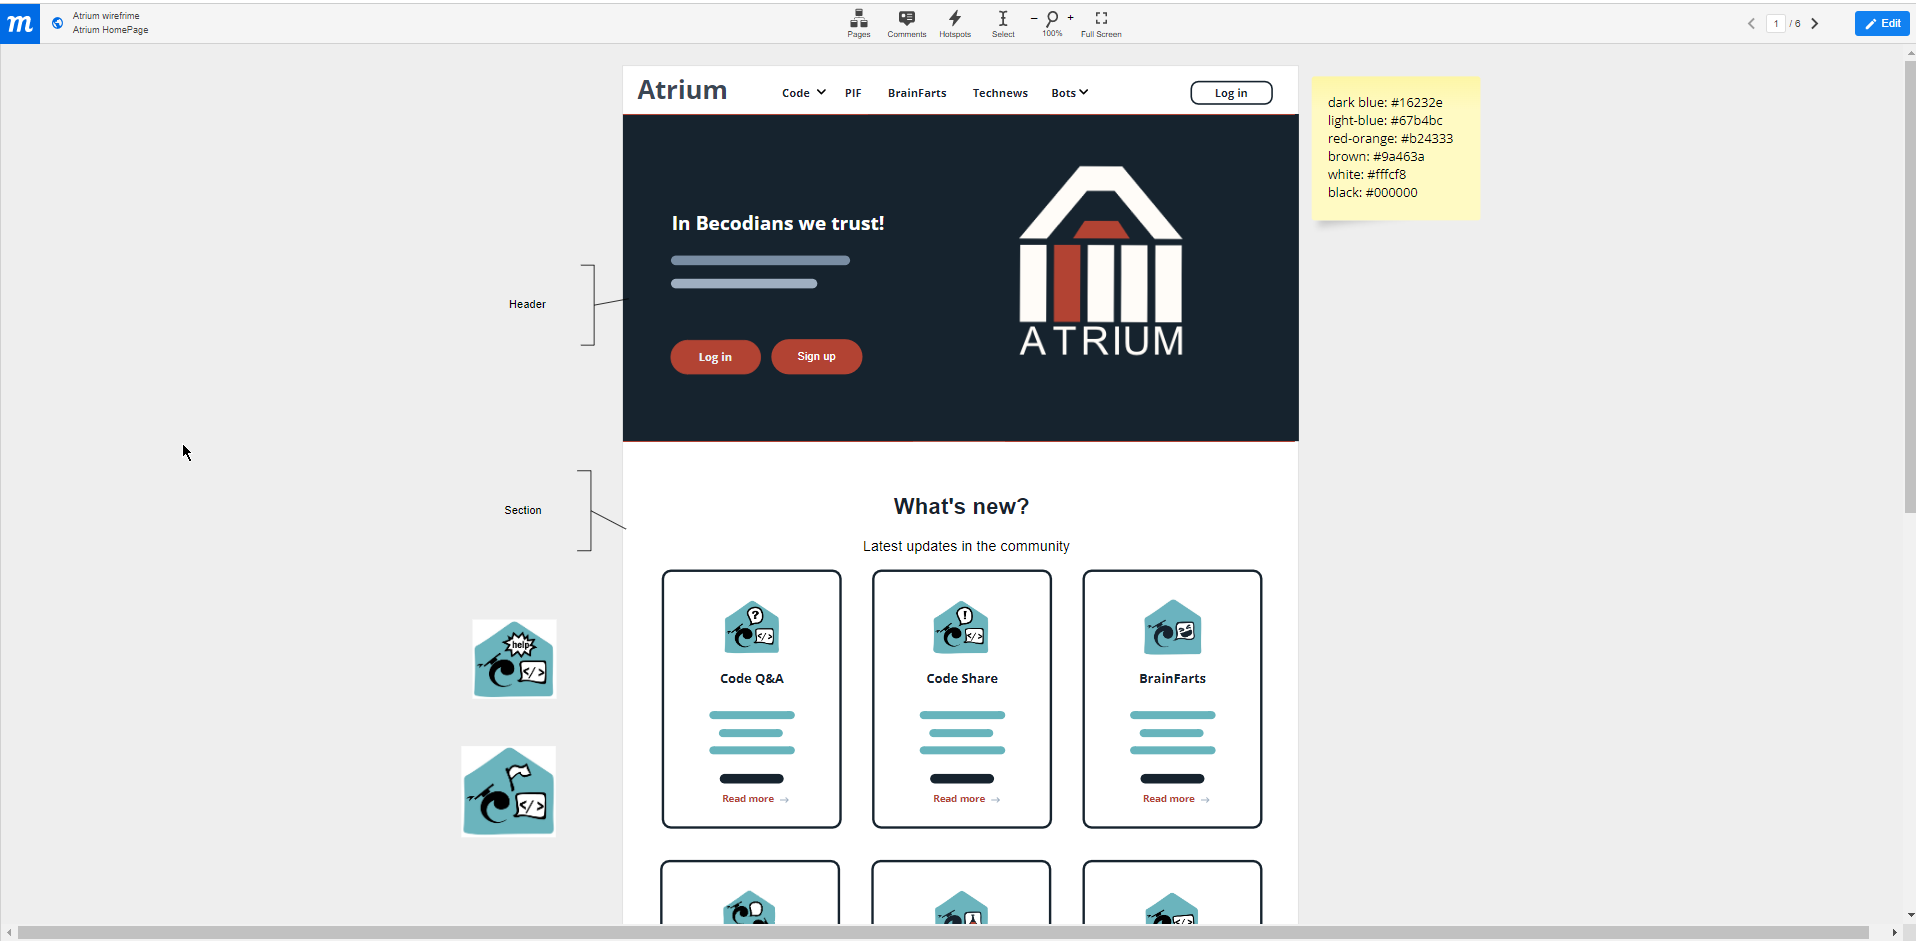 m
Atrium wirefrime
Atrium HomePage
Pages
Comments
Hotspots
Select
− +
100%
Full Screen
1 / 6
Edit
Atrium
Code
PIF
BrainFarts
Technews
Bots
Log in
dark blue: #16232e
light-blue: #67b4bc
red-orange: #b24333
brown: #9a463a
white: #fffcf8
black: #000000
In Becodians we trust!
Log in
Sign up
ATRIUM
Header
Section
What's new?
Latest updates in the community
?
</>
!
</>
Code Q&A
Code Share
BrainFarts
Read more →
Read more →
Read more →
help
</>
</>
</>